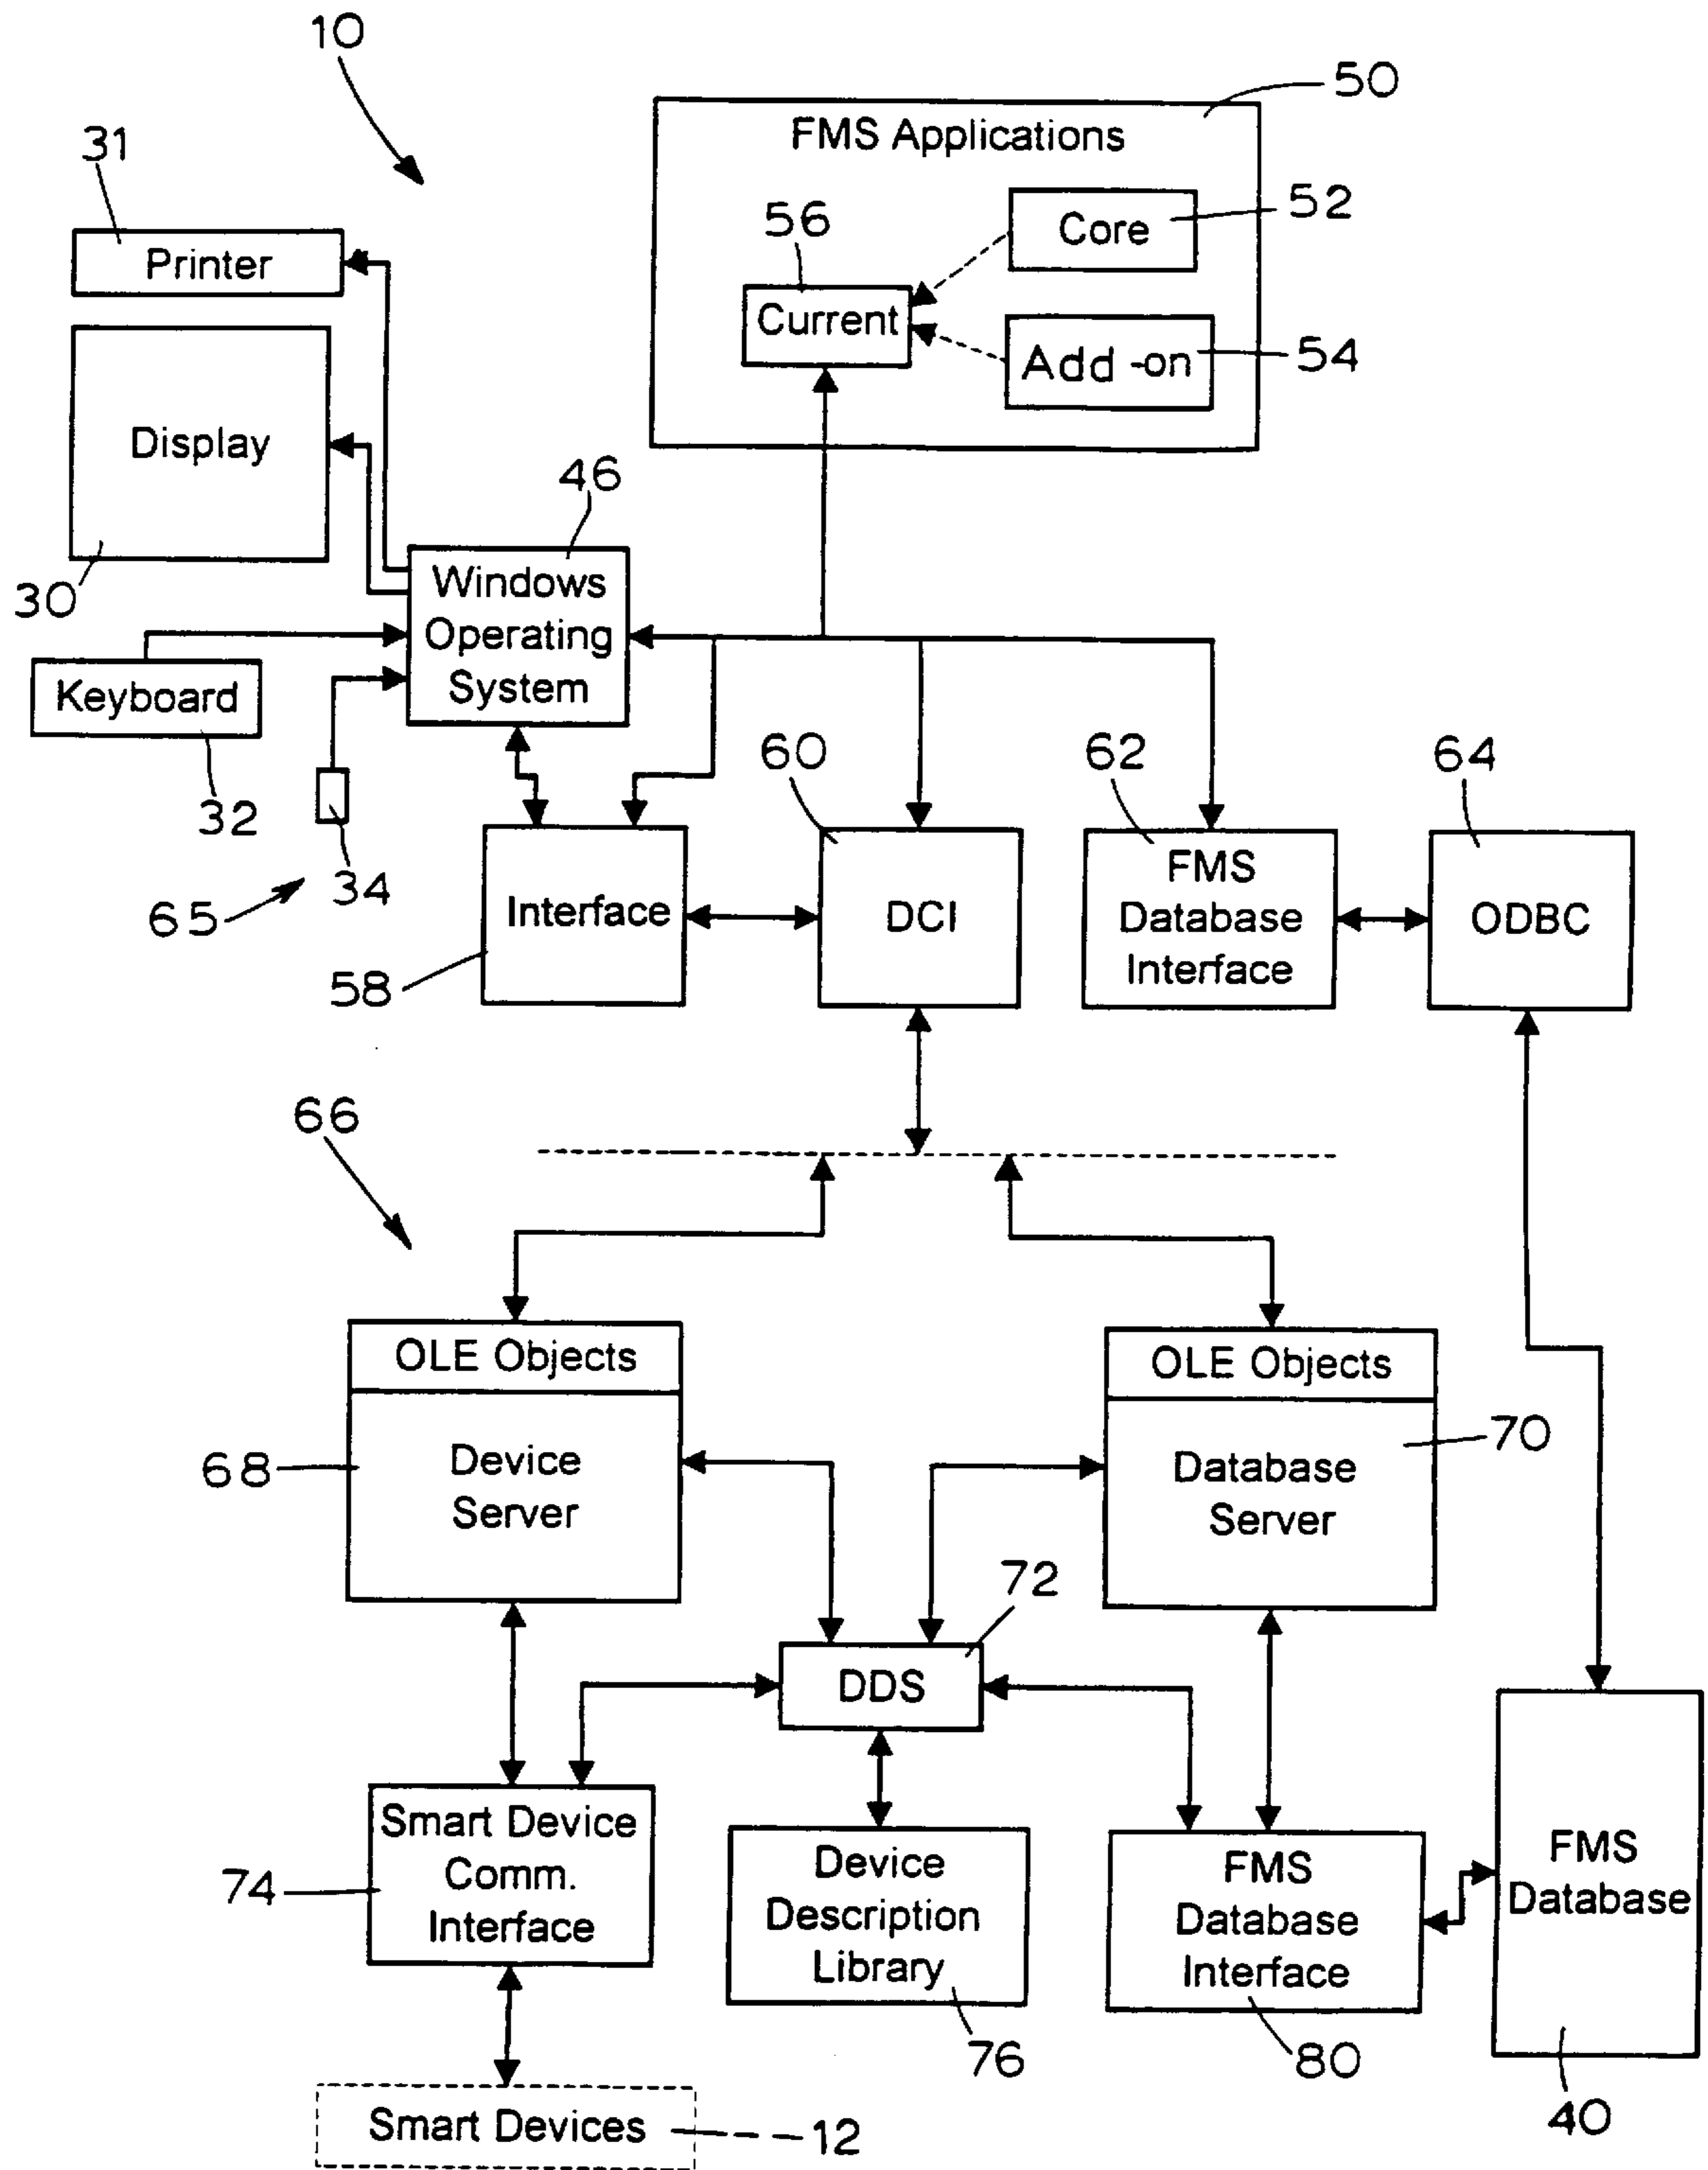 10
50
FMS Applications
31
52
Core
56
Printer
Current
54
Add -on
Display
46
30
Windows
Operating
System
Keyboard
32
60
62
64
34
65
Interface
DCI
FMS
Database
Interface
ODBC
58
66
OLE Objects
OLE Objects
70
68
Device
Server
Database
Server
72
DDS
Smart Device
Comm.
Interface
74
Device
Description
Library
FMS
Database
Interface
FMS
Database
76
80
40
Smart Devices
12